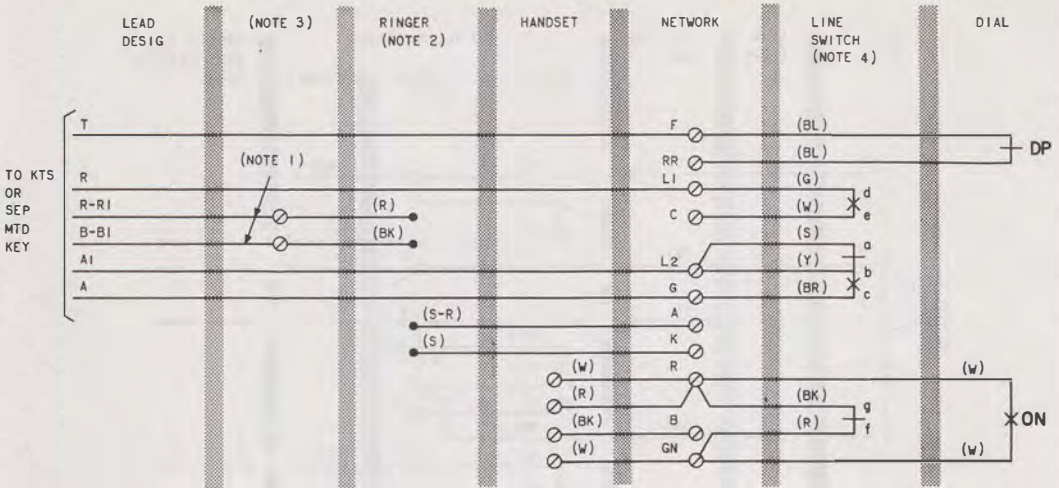 LEAD DESIG
(NOTE 3)
RINGER (NOTE 2)
HANDSET
NETWORK
LINE SWITCH (NOTE 4)
DIAL
TO KTS OR SEP MTD KEY
T
F
(BL)
DP
(NOTE 1)
RR
(BL)
R
L1
(G)
d
R-R1
(R)
C
(W)
e
B-B1
(BK)
(S)
a
A1
L2
(Y)
b
A
G
(BR)
c
(S-R)
A
(S)
K
(W)
R
(W)
(R)
(BK)
g
ON
(BK)
B
(R)
f
(W)
GN
(W)